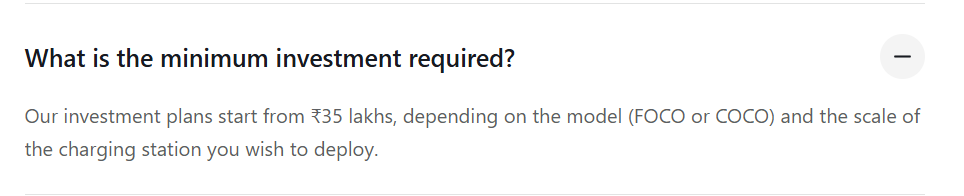 What is the minimum investment required?
Our investment plans start from ₹35 lakhs, depending on the model (FOCO or COCO) and the scale of
the charging station you wish to deploy.